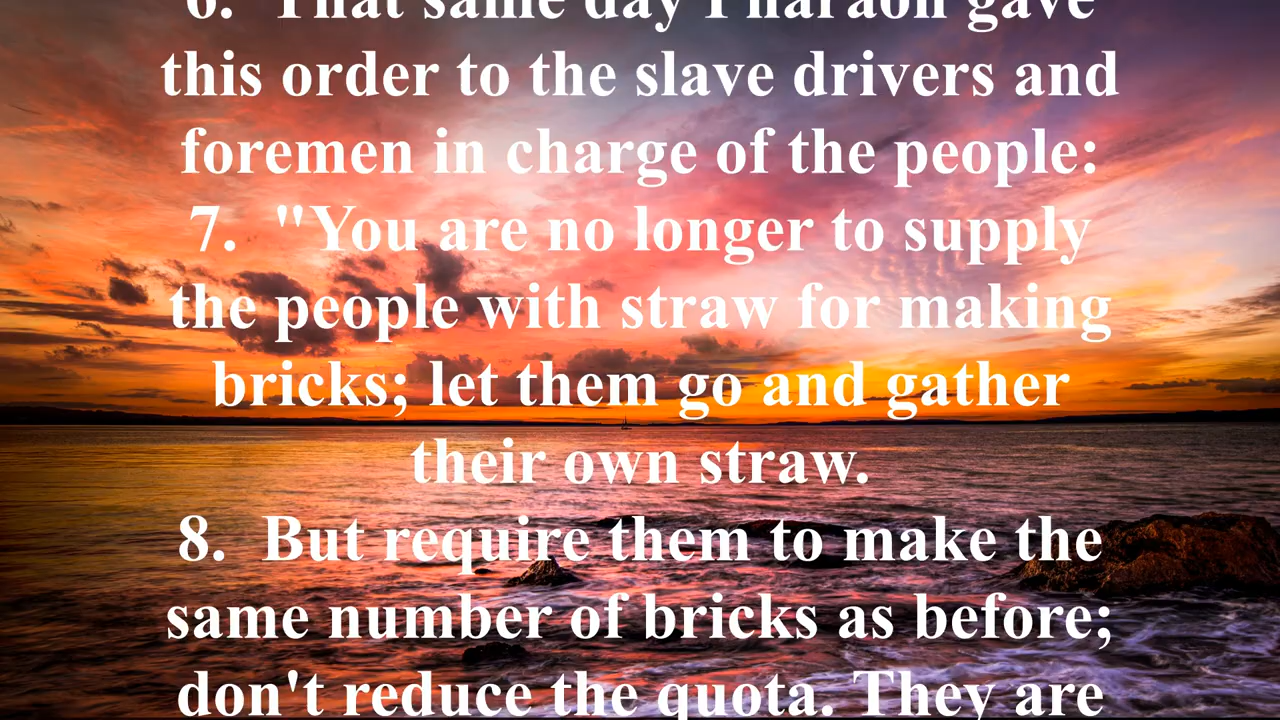 6. That same day Pharaoh gave
this order to the slave drivers and
foremen in charge of the people:
7. "You are no longer to supply
the people with straw for making
bricks; let them go and gather
their own straw.
8. But require them to make the
same number of bricks as before;
don't reduce the quota. They are